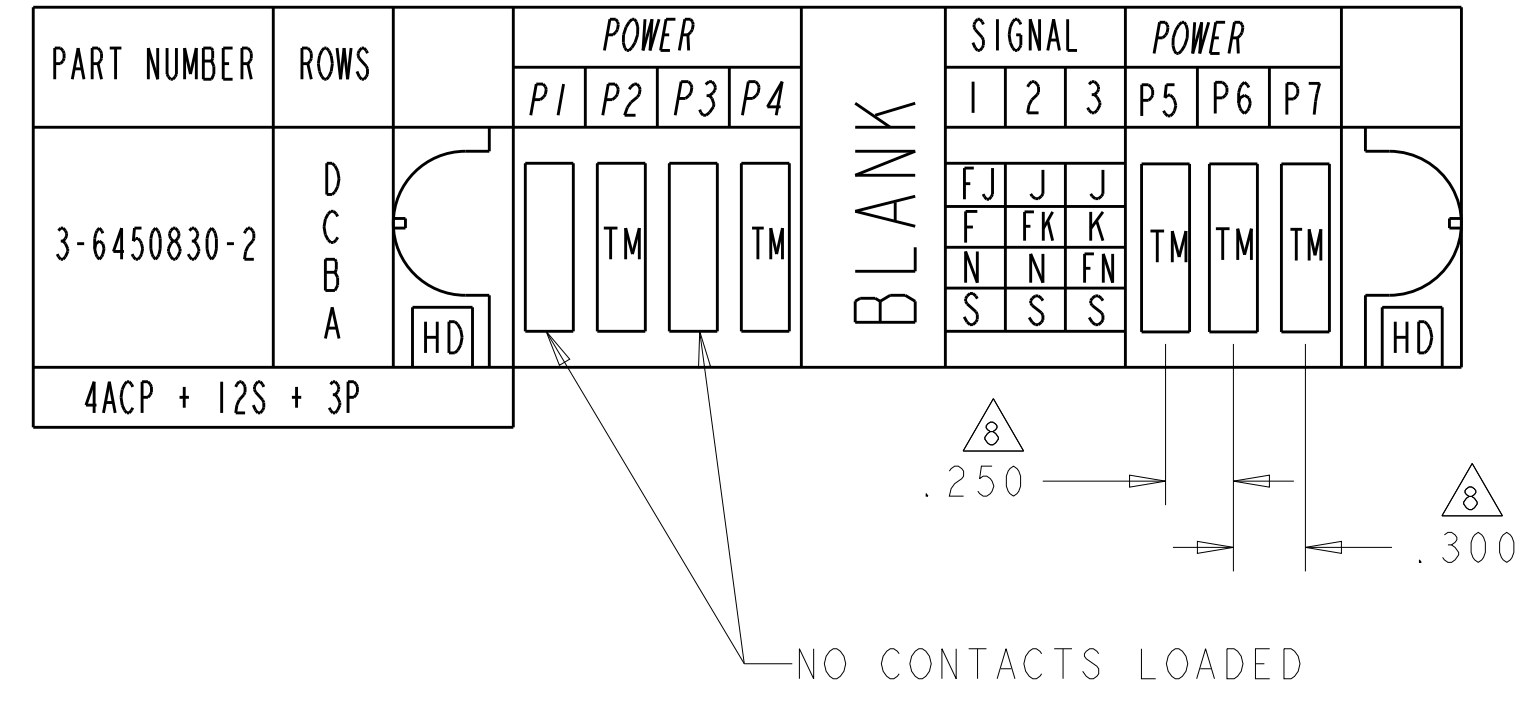 PART NUMBER ROWS POWER BLANK SIGNAL POWER
P1 P2 P3 P4 1 2 3 P5 P6 P7
3-6450830-2
D FJ J J
C F FK K
B N N FN
A S S S
TM TM TM TM TM
HD HD
4ACP + 12S + 3P
8
.250
8
.300
NO CONTACTS LOADED